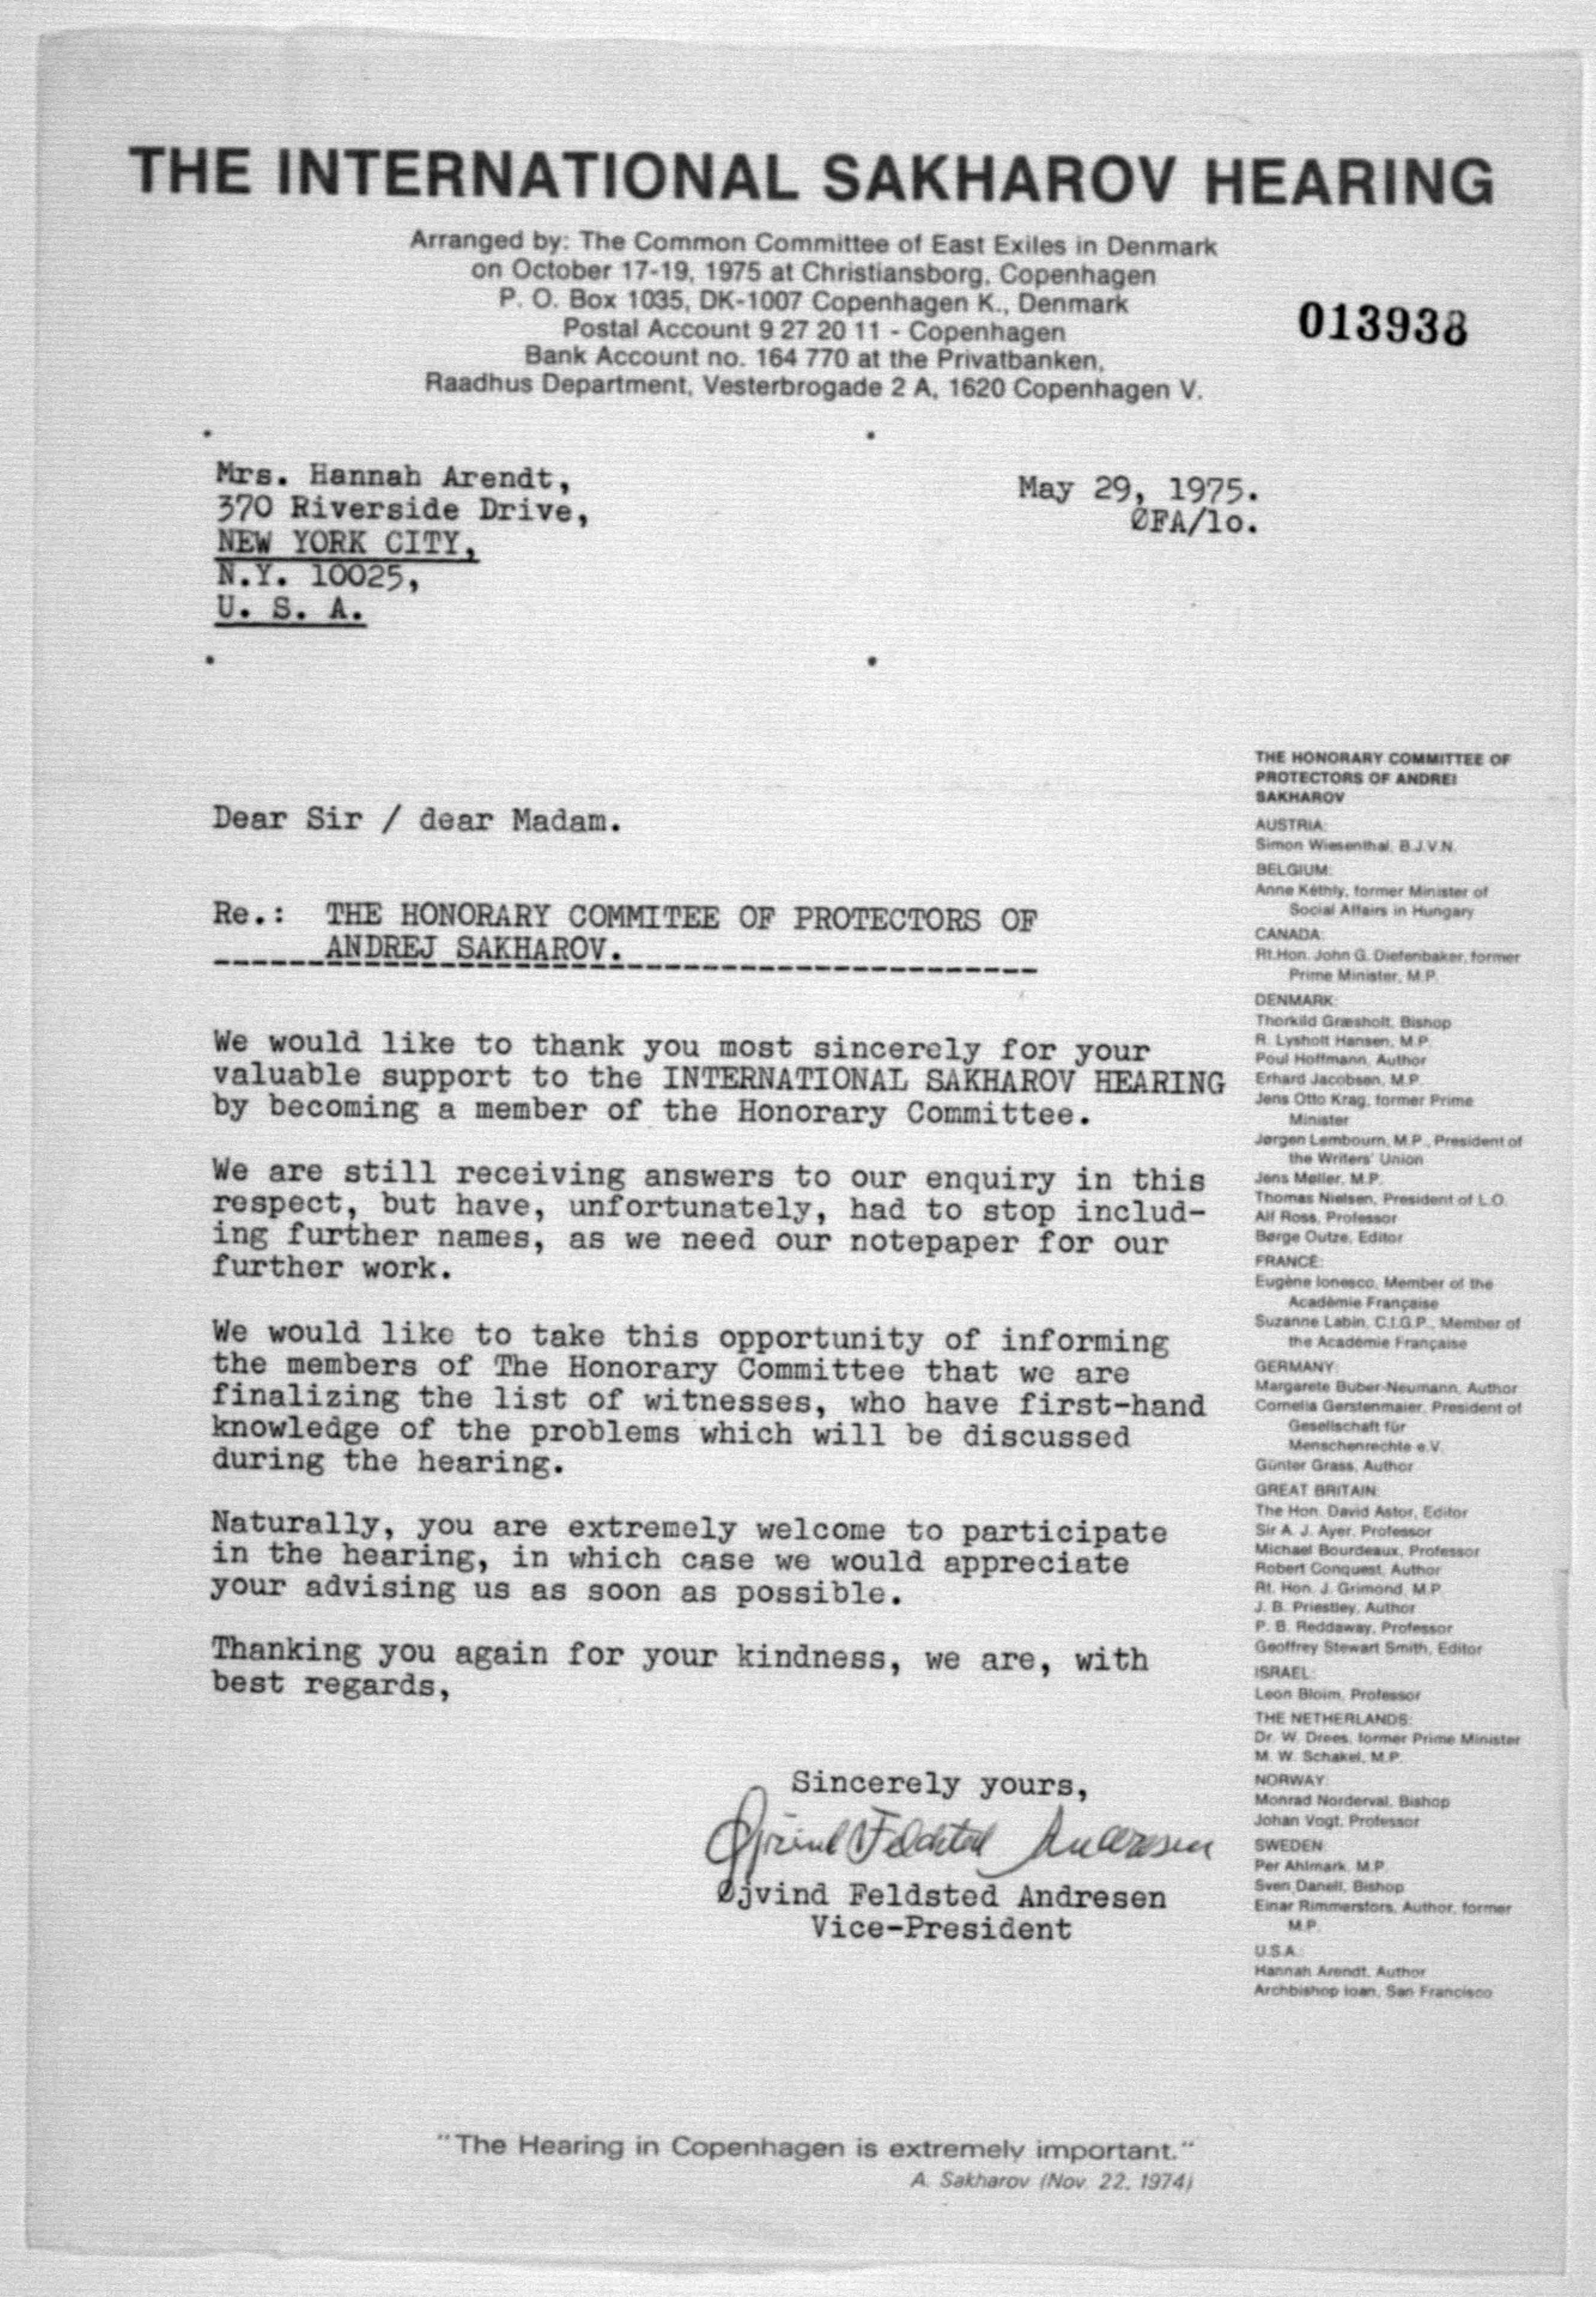 THE INTERNATIONAL SAKHAROV HEARING
Arranged by: The Common Committee of East Exiles in Denmark
on October 17-19, 1975 at Christiansborg, Copenhagen
P. O. Box 1035, DK-1007 Copenhagen K., Denmark
Postal Account 9 27 20 11 - Copenhagen
Bank Account no. 164 770 at the Privatbanken,
Raadhus Department, Vesterbrogade 2 A, 1620 Copenhagen V.
013938
Mrs. Hannah Arendt,
370 Riverside Drive,
NEW YORK CITY,
N.Y. 10025,
U. S. A.
May 29, 1975.
ØFA/lo.
Dear Sir / dear Madam.
Re.: THE HONORARY COMMITEE OF PROTECTORS OF
ANDREJ SAKHAROV.
We would like to thank you most sincerely for your
valuable support to the INTERNATIONAL SAKHAROV HEARING
by becoming a member of the Honorary Committee.
We are still receiving answers to our enquiry in this
respect, but have, unfortunately, had to stop includ-
ing further names, as we need our notepaper for our
further work.
We would like to take this opportunity of informing
the members of The Honorary Committee that we are
finalizing the list of witnesses, who have first-hand
knowledge of the problems which will be discussed
during the hearing.
Naturally, you are extremely welcome to participate
in the hearing, in which case we would appreciate
your advising us as soon as possible.
Thanking you again for your kindness, we are, with
best regards,
Sincerely yours,
Øjvind Feldsted Andresen
Øjvind Feldsted Andresen
Vice-President
THE HONORARY COMMITTEE OF
PROTECTORS OF ANDREI
SAKHAROV
AUSTRIA:
Simon Wiesenthal, B.J.V.N.
BELGIUM:
Anne Kéthly, former Minister of
Social Affairs in Hungary
CANADA:
Rt.Hon. John G. Diefenbaker, former
Prime Minister, M.P.
DENMARK:
Thorkild Græsholt, Bishop
R. Lysholt Hansen, M.P.
Poul Hoffmann, Author
Erhard Jacobsen, M.P.
Jens Otto Krag, former Prime
Minister
Jørgen Lembourn, M.P., President of
the Writers' Union
Jens Møller, M.P.
Thomas Nielsen, President of L.O.
Alf Ross, Professor
Børge Outze, Editor
FRANCE:
Eugène Ionesco, Member of the
Académie Française
Suzanne Labin, C.I.G.P., Member of
the Académie Française
GERMANY:
Margarete Buber-Neumann, Author
Cornelia Gerstenmaier, President of
Gesellschaft für
Menschenrechte e.V.
Günter Grass, Author
GREAT BRITAIN:
The Hon. David Astor, Editor
Sir A. J. Ayer, Professor
Michael Bourdeaux, Professor
Robert Conquest, Author
Rt. Hon. J. Grimond, M.P.
J. B. Priestley, Author
P. B. Reddaway, Professor
Geoffrey Stewart Smith, Editor
ISRAEL:
Leon Bloim, Professor
THE NETHERLANDS:
Dr. W. Drees, former Prime Minister
M. W. Schakel, M.P.
NORWAY:
Monrad Norderval, Bishop
Johan Vogt, Professor
SWEDEN:
Per Ahlmark, M.P.
Sven Danell, Bishop
Einar Rimmerstors, Author, former
M.P.
U.S.A.:
Hannah Arendt, Author
Archbishop Ioan, San Francisco
"The Hearing in Copenhagen is extremely important."
A. Sakharov (Nov. 22, 1974)